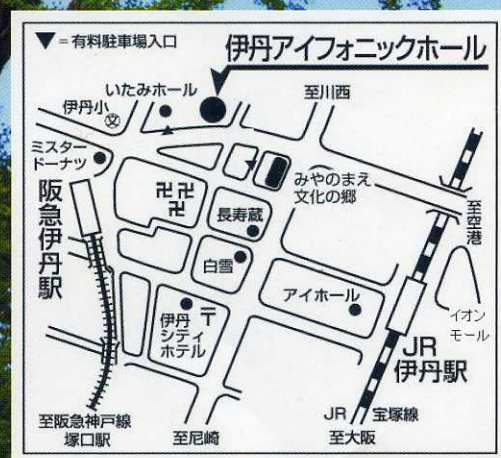 ▼=有料駐車場入口
伊丹アイフォニックホール
いたみホール
至川西
伊丹小
文
ミスター
ドーナツ
みやのまえ
文化の郷
卍卍
卍
長寿蔵
阪急伊丹駅
至空港
白雪
アイホール
イオン
モール
伊丹
シティ
ホテル
〒
JR
伊丹駅
至阪急神戸線
塚口駅
至尼崎
JR 宝塚線
至大阪